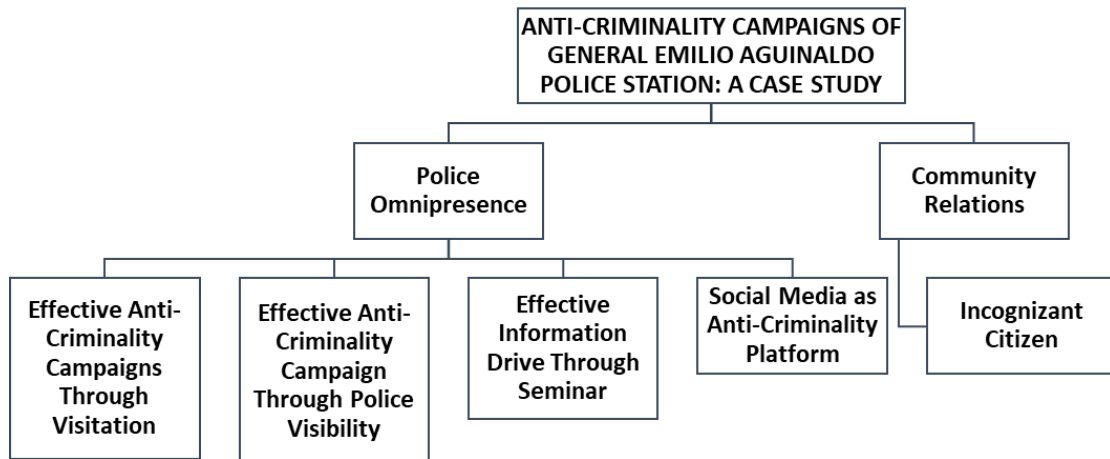 ANTI-CRIMINALITY CAMPAIGNS OF
GENERAL EMILIO AGUINALDO
POLICE STATION: A CASE STUDY
Police
Omnipresence
Community
Relations
Effective Anti-
Criminality
Campaigns
Through
Visitation
Effective Anti-
Criminality
Campaign
Through Police
Visibility
Effective
Information
Drive Through
Seminar
Social Media as
Anti-Criminality
Platform
Incognizant
Citizen